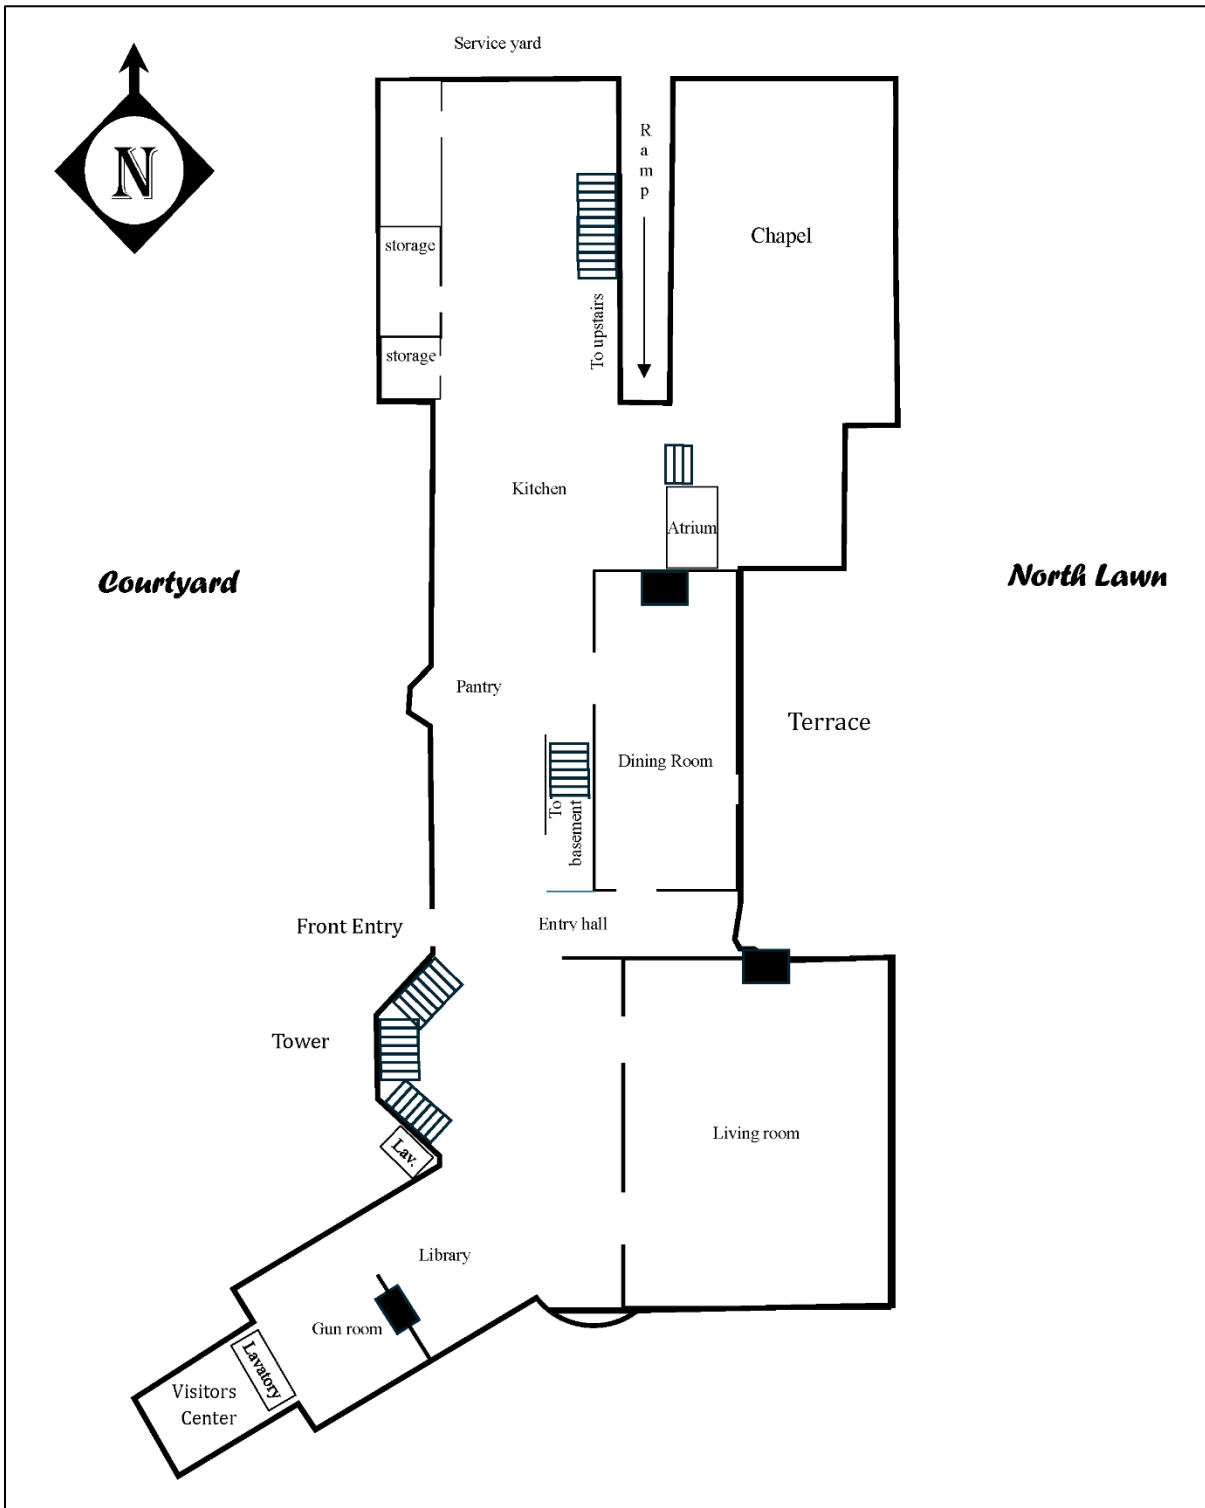 Service yard
N
R
a
m
p
Chapel
storage
To upstairs
storage
Kitchen
Atrium
Courtyard
North Lawn
Pantry
Terrace
Dining Room
To
basement
Front Entry
Entry hall
Tower
Living room
Lav.
Library
Gun room
Lavatory
Visitors
Center